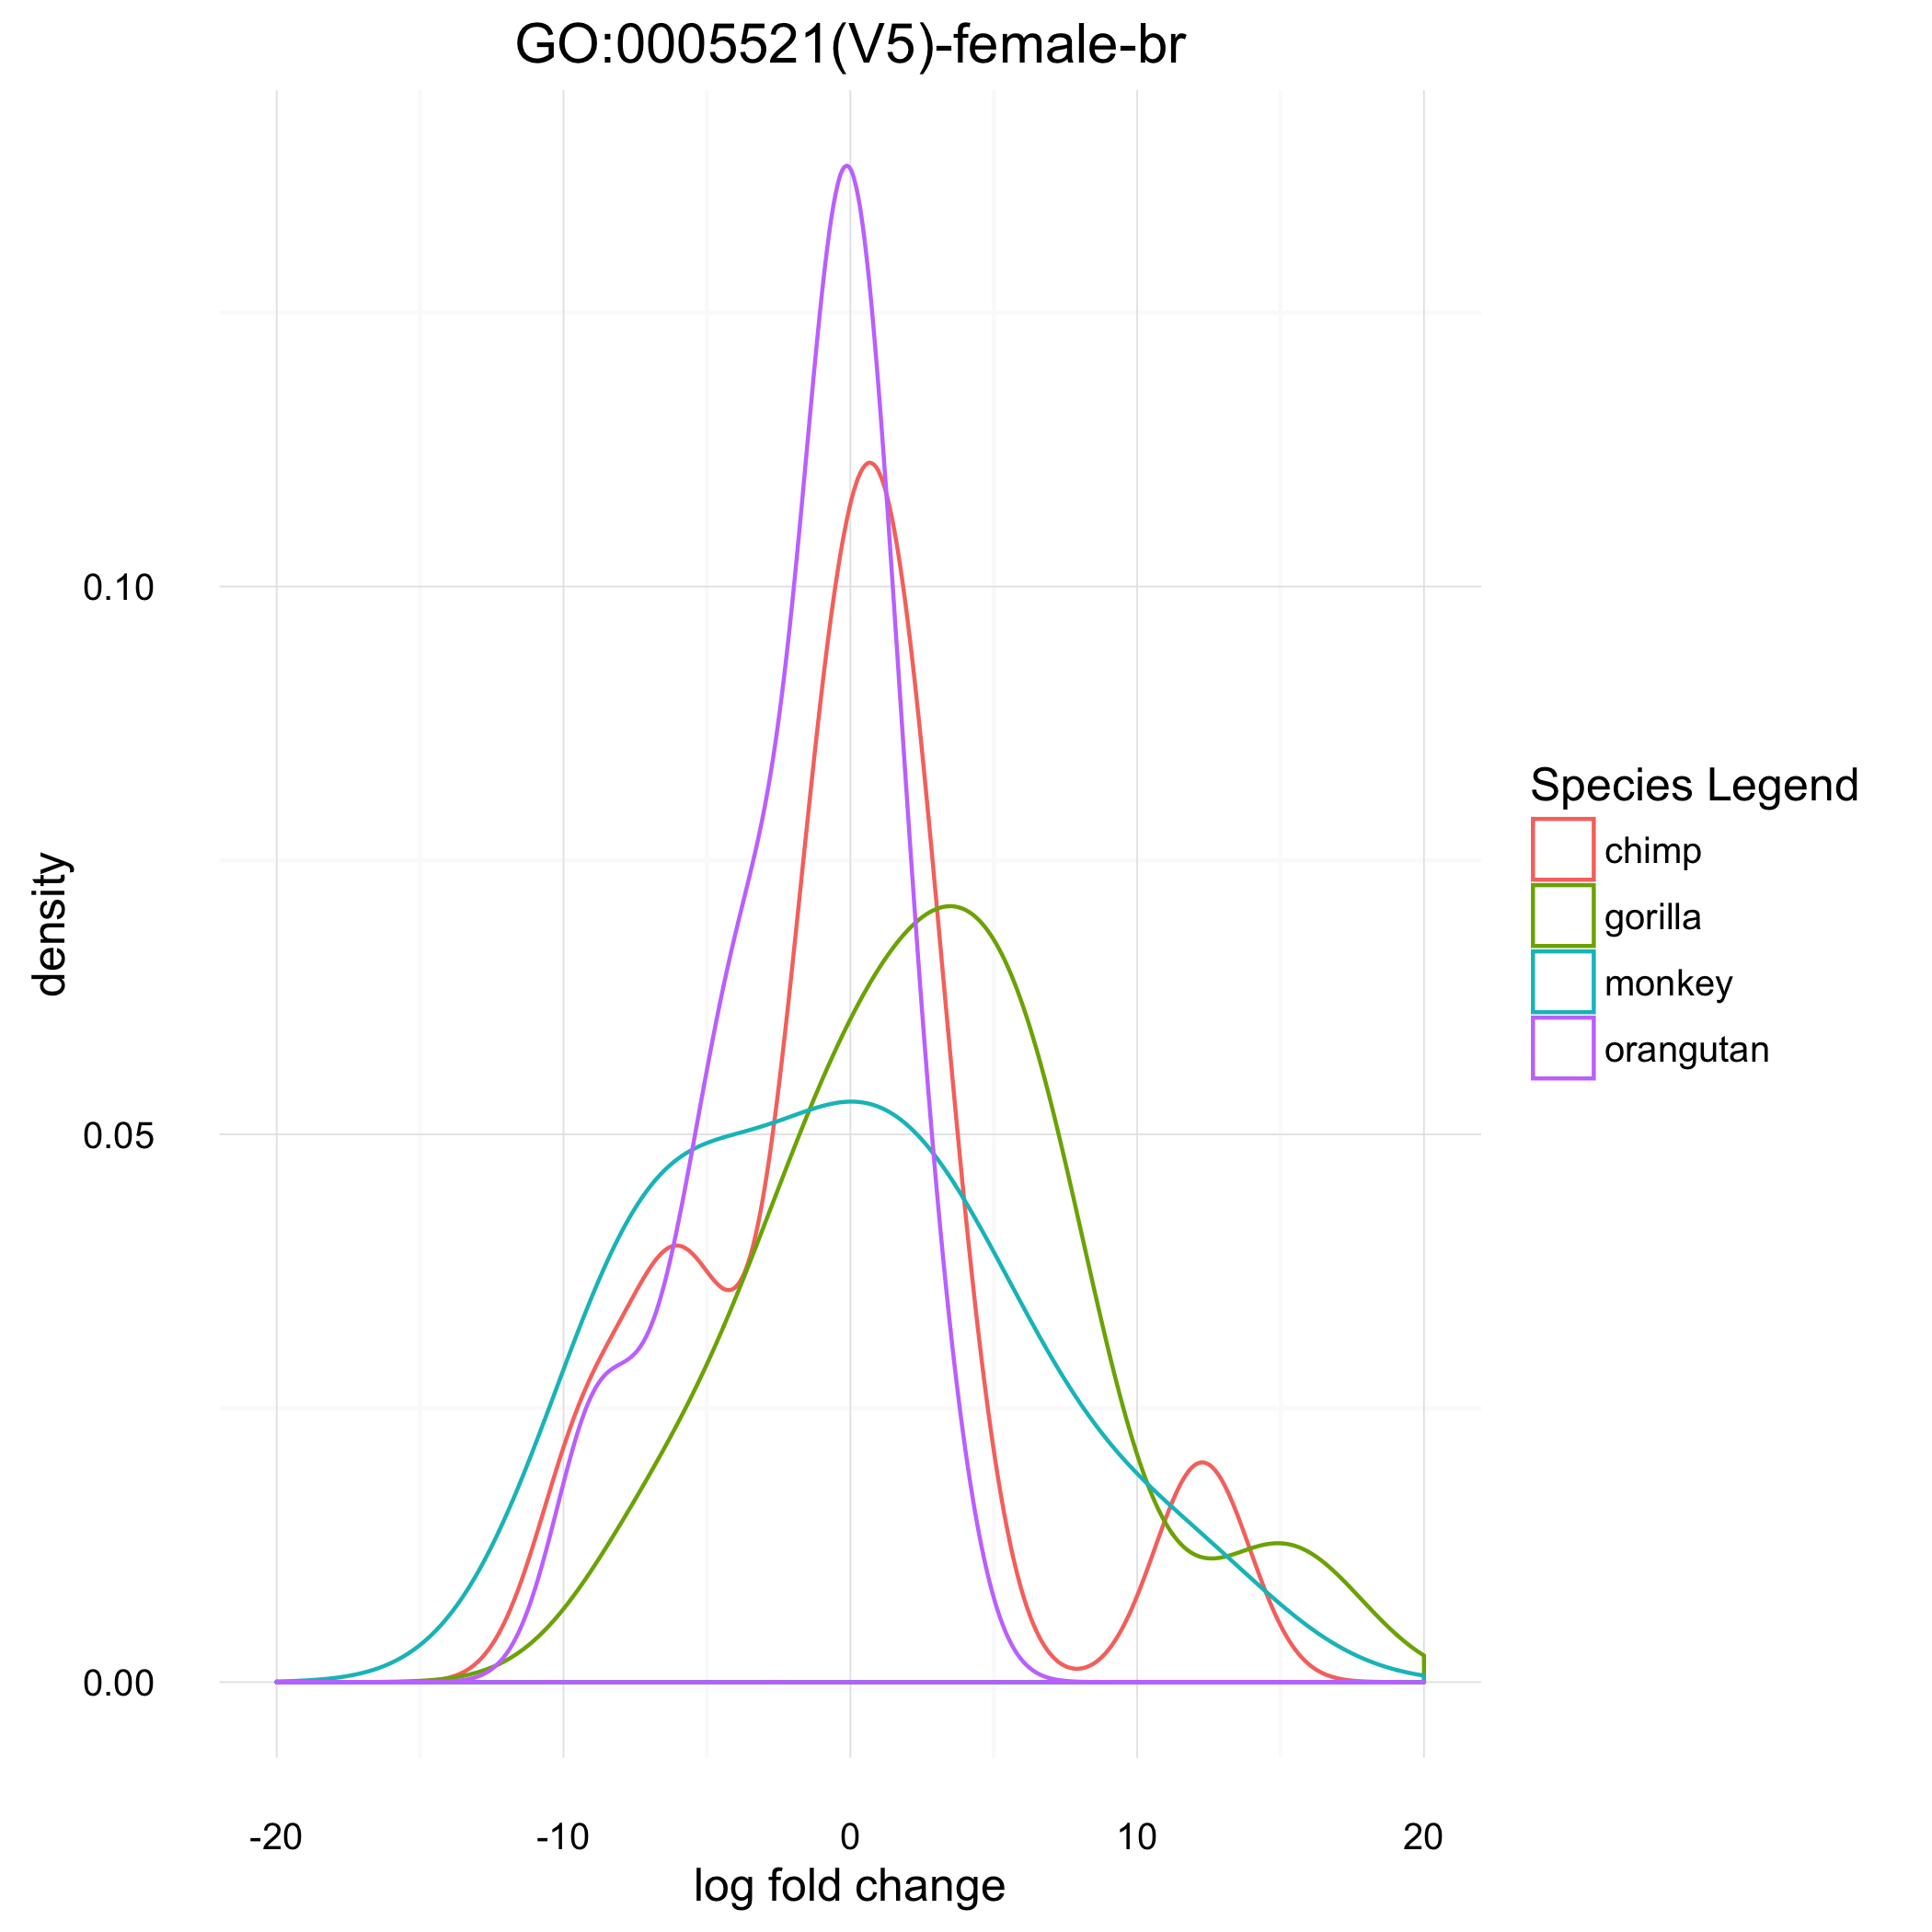 GO:0005521(V5)-female-br
density
0.10
0.05
0.00
-20 -10 0 10 20
log fold change
Species Legend
chimp
gorilla
monkey
orangutan